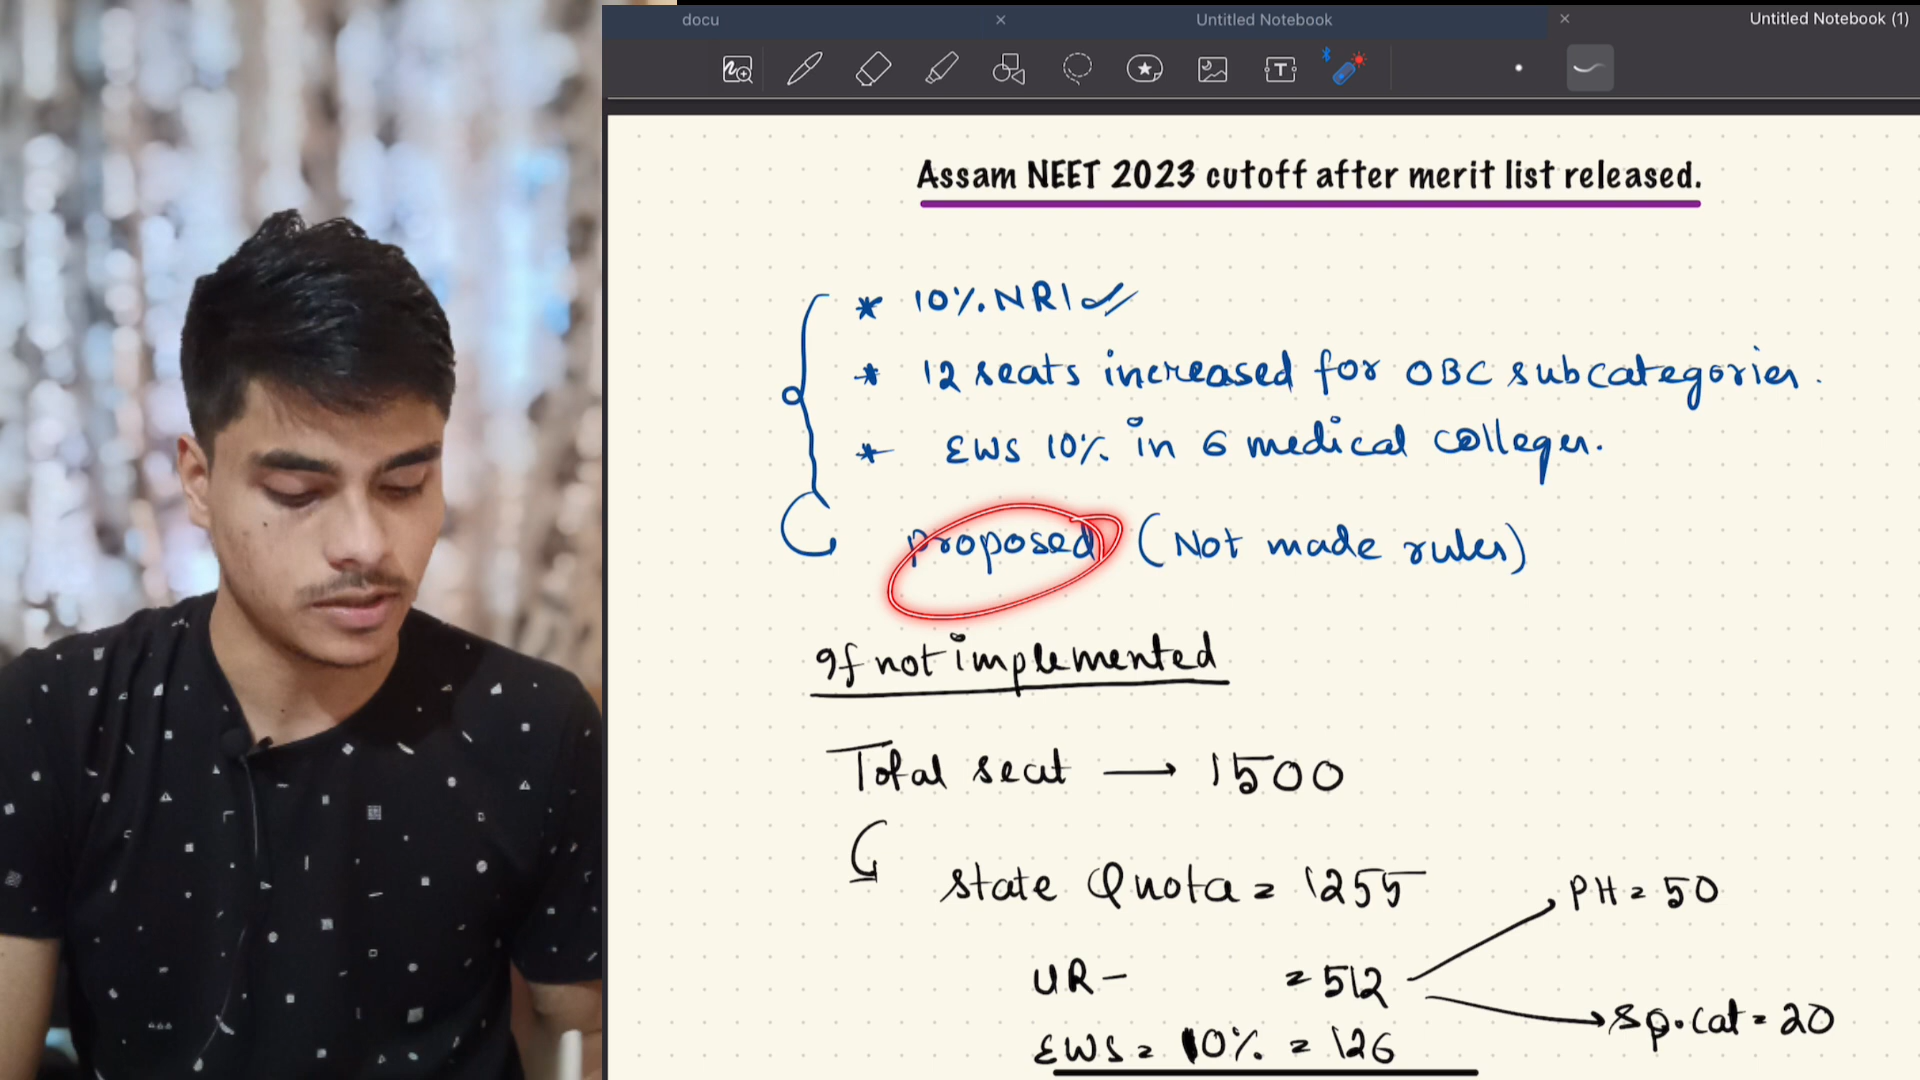 docu
Untitled Notebook
Untitled Notebook (1)
Assam NEET 2023 cutoff after merit list released.
* 10% NRI
* 12 seats increased for OBC subcategories.
* EWS 10% in 6 medical colleges.
proposed (Not made rules)
If not implemented
Total seat → 1500
State Quota = 1255
PH = 50
UR - = 512
Sp. cat = 20
EWS = 10% = 126